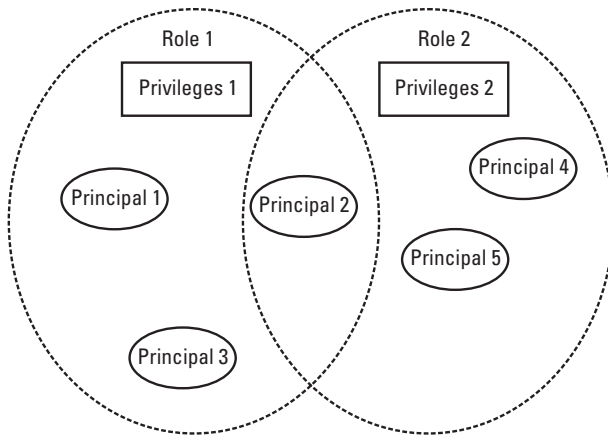 Role 1
Role 2
Privileges 1
Privileges 2
Principal 1
Principal 2
Principal 4
Principal 5
Principal 3